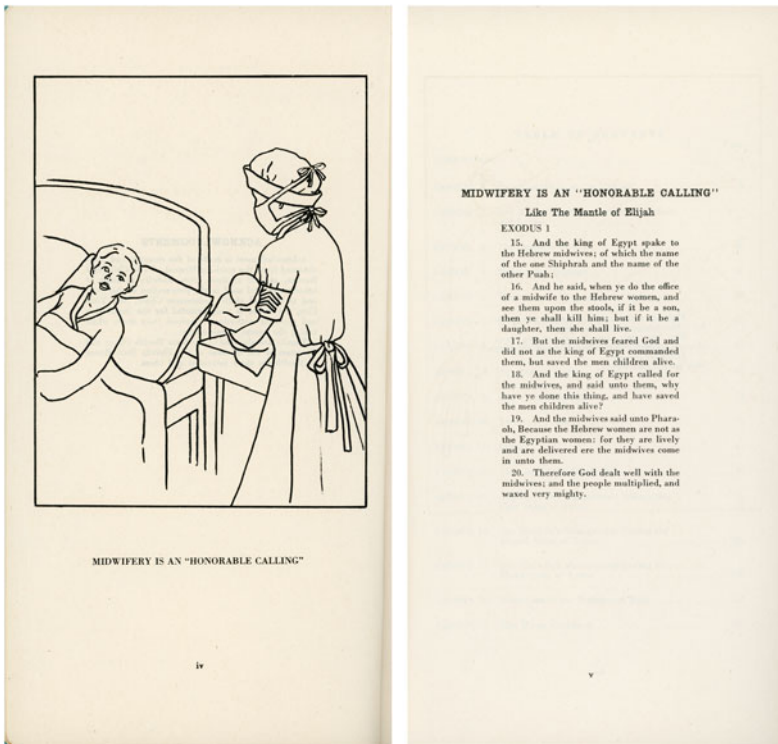 MIDWIFERY IS AN "HONORABLE CALLING"
iv
MIDWIFERY IS AN "HONORABLE CALLING"
Like The Mantle of Elijah
EXODUS 1
15. And the king of Egypt spake to
the Hebrew midwives; of which the name
of the one Shiphrah and the name of the
other Puah;
16. And he said, when ye do the office
of a midwife to the Hebrew women, and
see them upon the stools, if it be a son,
then ye shall kill him; but if it be a
daughter, then she shall live.
17. But the midwives feared God and
did not as the king of Egypt commanded
them, but saved the men children alive.
18. And the king of Egypt called for
the midwives, and said unto them, why
have ye done this thing, and have saved
the men children alive?
19. And the midwives said unto Phara-
oh, Because the Hebrew women are not as
the Egyptian women: for they are lively
and are delivered ere the midwives come
in unto them.
20. Therefore God dealt well with the
midwives; and the people multiplied, and
waxed very mighty.
v